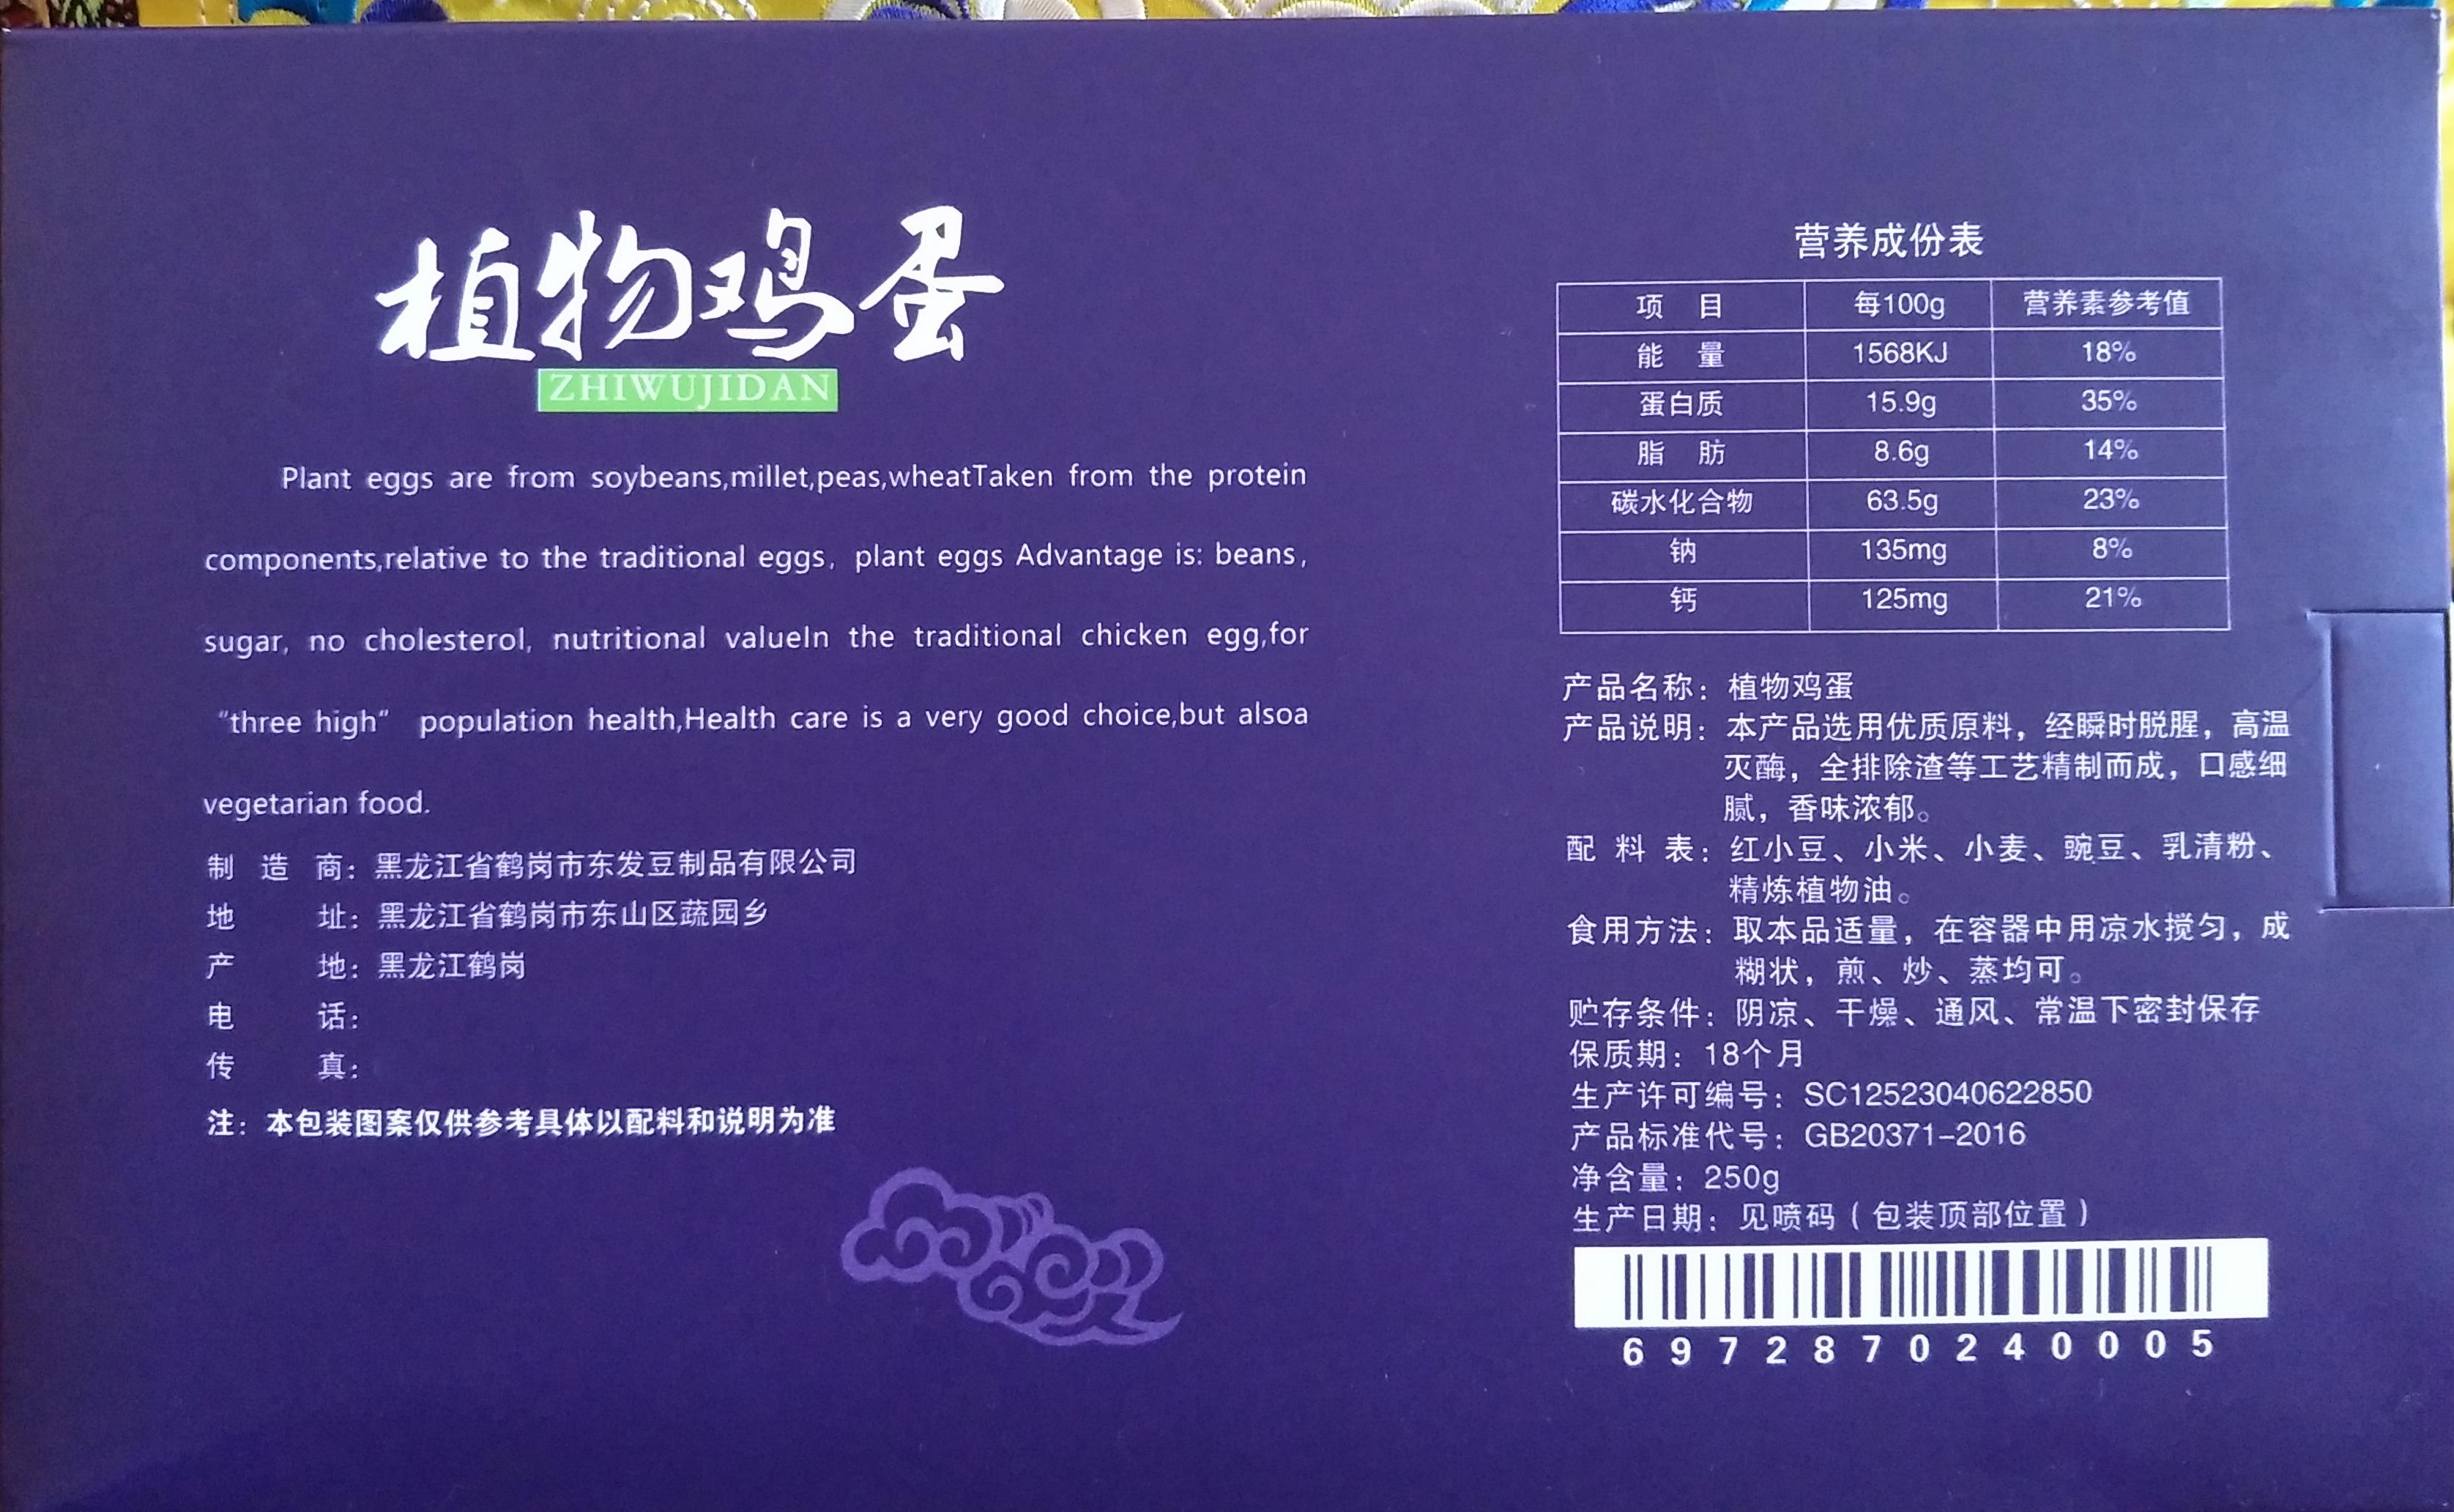 植物鸡蛋
ZHIWUJIDAN
Plant eggs are from soybeans,millet,peas,wheatTaken from the protein
components,relative to the traditional eggs, plant eggs Advantage is: beans,
sugar, no cholesterol, nutritional valueIn the traditional chicken egg,for
“three high” population health,Health care is a very good choice,but alsoa
vegetarian food.
制造商：黑龙江省鹤岗市东发豆制品有限公司
地址：黑龙江省鹤岗市东山区蔬园乡
产地：黑龙江鹤岗
电话：
传真：
注：本包装图案仅供参考具体以配料和说明为准
营养成份表
项目 每100g 营养素参考值
能量 1568KJ 18%
蛋白质 15.9g 35%
脂肪 8.6g 14%
碳水化合物 63.5g 23%
钠 135mg 8%
钙 125mg 21%
产品名称：植物鸡蛋
产品说明：本产品选用优质原料，经瞬时脱腥，高温
灭酶，全排除渣等工艺精制而成，口感细
腻，香味浓郁。
配料表：红小豆、小米、小麦、豌豆、乳清粉、
精炼植物油。
食用方法：取本品适量，在容器中用凉水搅匀，成
糊状，煎、炒、蒸均可。
贮存条件：阴凉、干燥、通风、常温下密封保存
保质期：18个月
生产许可编号：SC12523040622850
产品标准代号：GB20371-2016
净含量：250g
生产日期：见喷码（包装顶部位置）
6972870240005